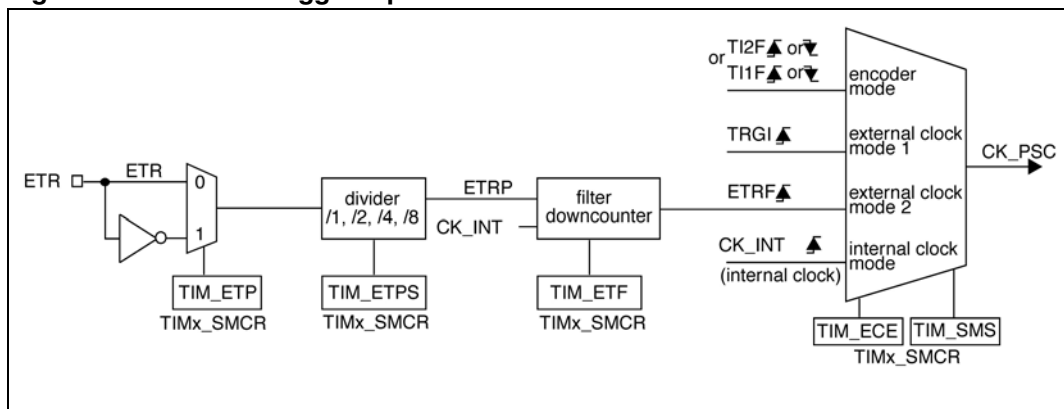 or TI2F or
TI1F or
encoder
mode
TRGI
external clock
mode 1
CK_PSC
ETR
ETR
0
1
divider
/1, /2, /4, /8
ETRP
CK_INT
filter
downcounter
ETRF
external clock
mode 2
CK_INT
(internal clock)
internal clock
mode
TIM_ETP
TIMx_SMCR
TIM_ETPS
TIMx_SMCR
TIM_ETF
TIMx_SMCR
TIM_ECE
TIM_SMS
TIMx_SMCR